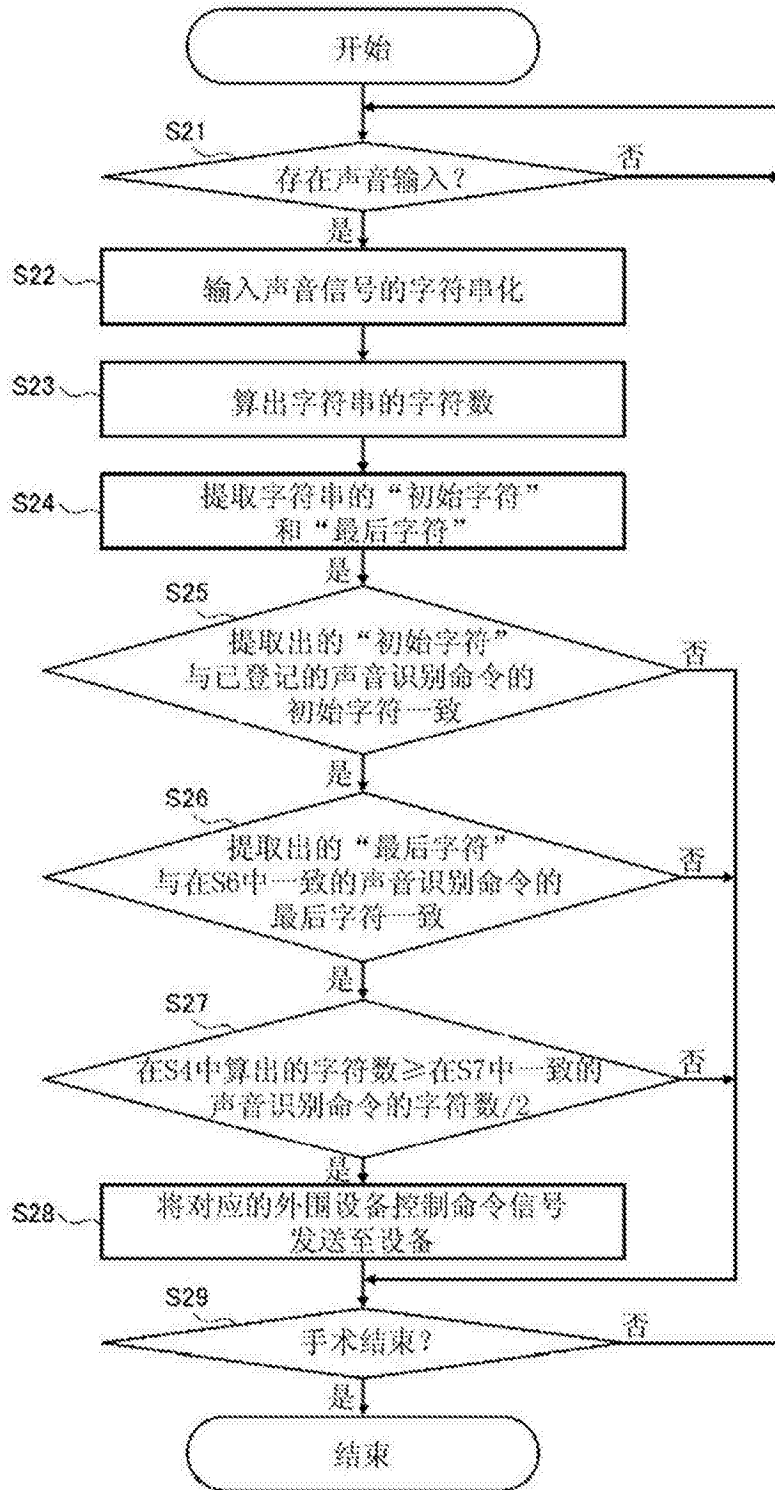 开始
S21
存在声音输入？
否
是
S22
输入声音信号的字符串化
S23
算出字符串的字符数
S24
提取字符串的“初始字符”
和“最后字符”
是
S25
提取出的“初始字符”
与已登记的声音识别命令的
初始字符一致
否
是
S26
提取出的“最后字符”
与在S6中一致的声音识别命令的
最后字符一致
否
是
S27
在S4中算出的字符数≥在S7中一致的
声音识别命令的字符数/2
否
是
S28
将对应的外围设备控制命令信号
发送至设备
S29
手术结束？
否
是
结束